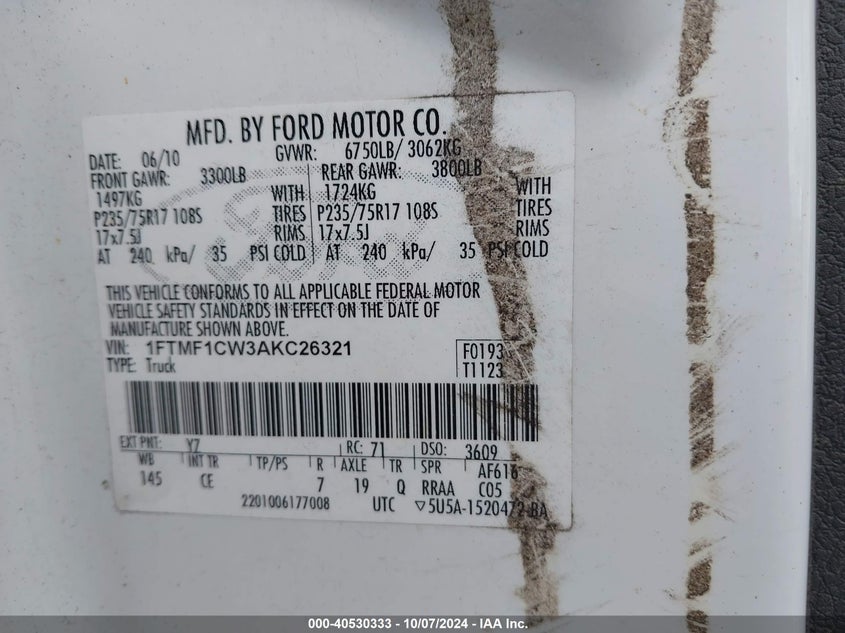 MFD. BY FORD MOTOR CO.
DATE: 06/10 GVWR: 6750LB/ 3062KG
FRONT GAWR: 3300LB REAR GAWR: 3800LB
1497KG WITH 1724KG WITH
P235/75R17 108S TIRES P235/75R17 108S TIRES
17x7.5J RIMS 17x7.5J RIMS
AT 240 kPa/ 35 PSI COLD AT 240 kPa/ 35 PSI COLD
THIS VEHICLE CONFORMS TO ALL APPLICABLE FEDERAL MOTOR
VEHICLE SAFETY STANDARDS IN EFFECT ON THE DATE OF
MANUFACTURE SHOWN ABOVE.
VIN: 1FTMF1CW3AKC26321 F0193
TYPE: Truck T1123
EXT PNT: YZ RC: 71 DSO: 3609
WB INT TR TP/PS R AXLE TR SPR AF616
145 CE 7 19 Q RRAA C05
2201006177008 UTC ▽5U5A-1520472-BA
000-40530333 - 10/07/2024 - IAA Inc.